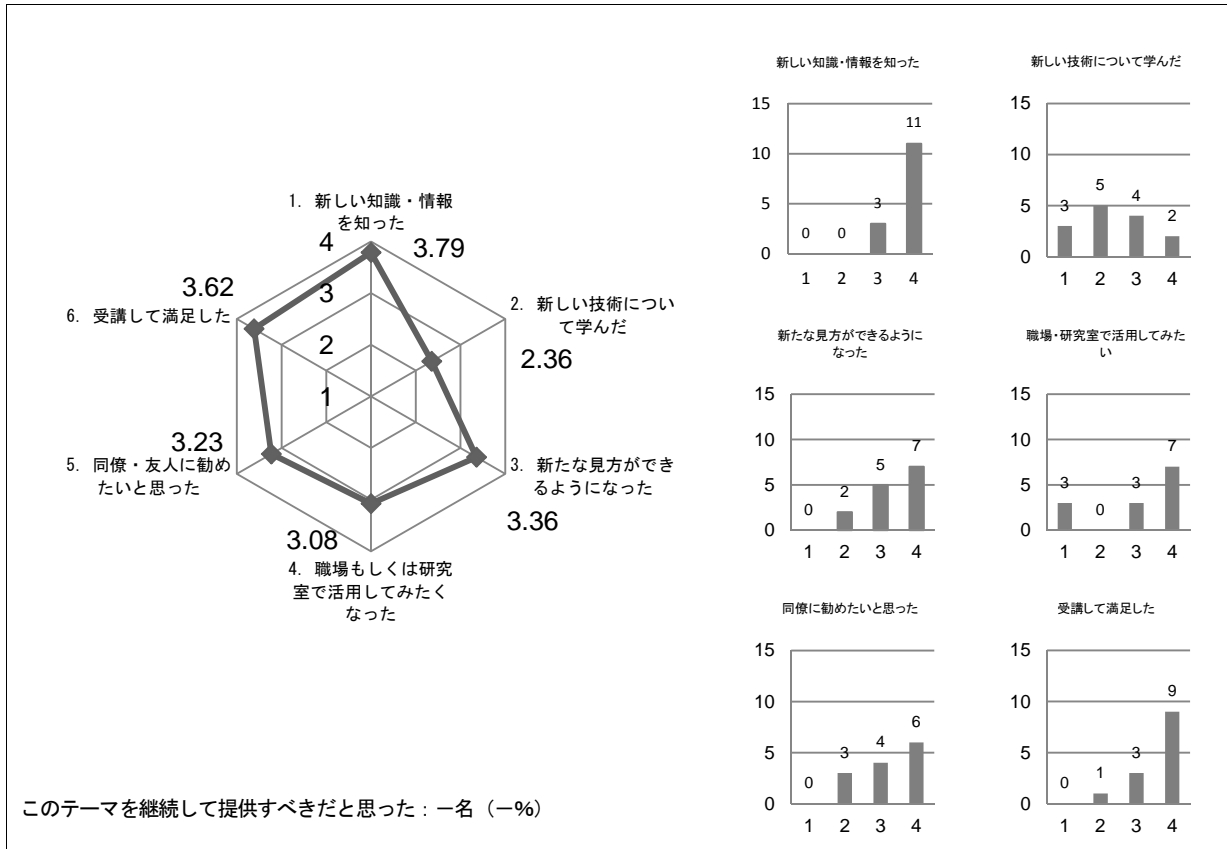 1. 新しい知識・情報
を知った
4
3.79
3
2
1
2. 新しい技術につい
て学んだ
2.36
3. 新たな見方ができ
るようになった
3.36
4. 職場もしくは研究
室で活用してみたく
なった
3.08
5. 同僚・友人に勧め
たいと思った
3.23
6. 受講して満足した
3.62
このテーマを継続して提供すべきだと思った：－名（－%）
新しい知識・情報を知った
15
10
5
0
0 0 3 11
1 2 3 4
新しい技術について学んだ
15
10
5
0
3 5 4 2
1 2 3 4
新たな見方ができるように
なった
15
10
5
0
0 2 5 7
1 2 3 4
職場・研究室で活用してみた
い
15
10
5
0
3 0 3 7
1 2 3 4
同僚に勧めたいと思った
15
10
5
0
0 3 4 6
1 2 3 4
受講して満足した
15
10
5
0
0 1 3 9
1 2 3 4